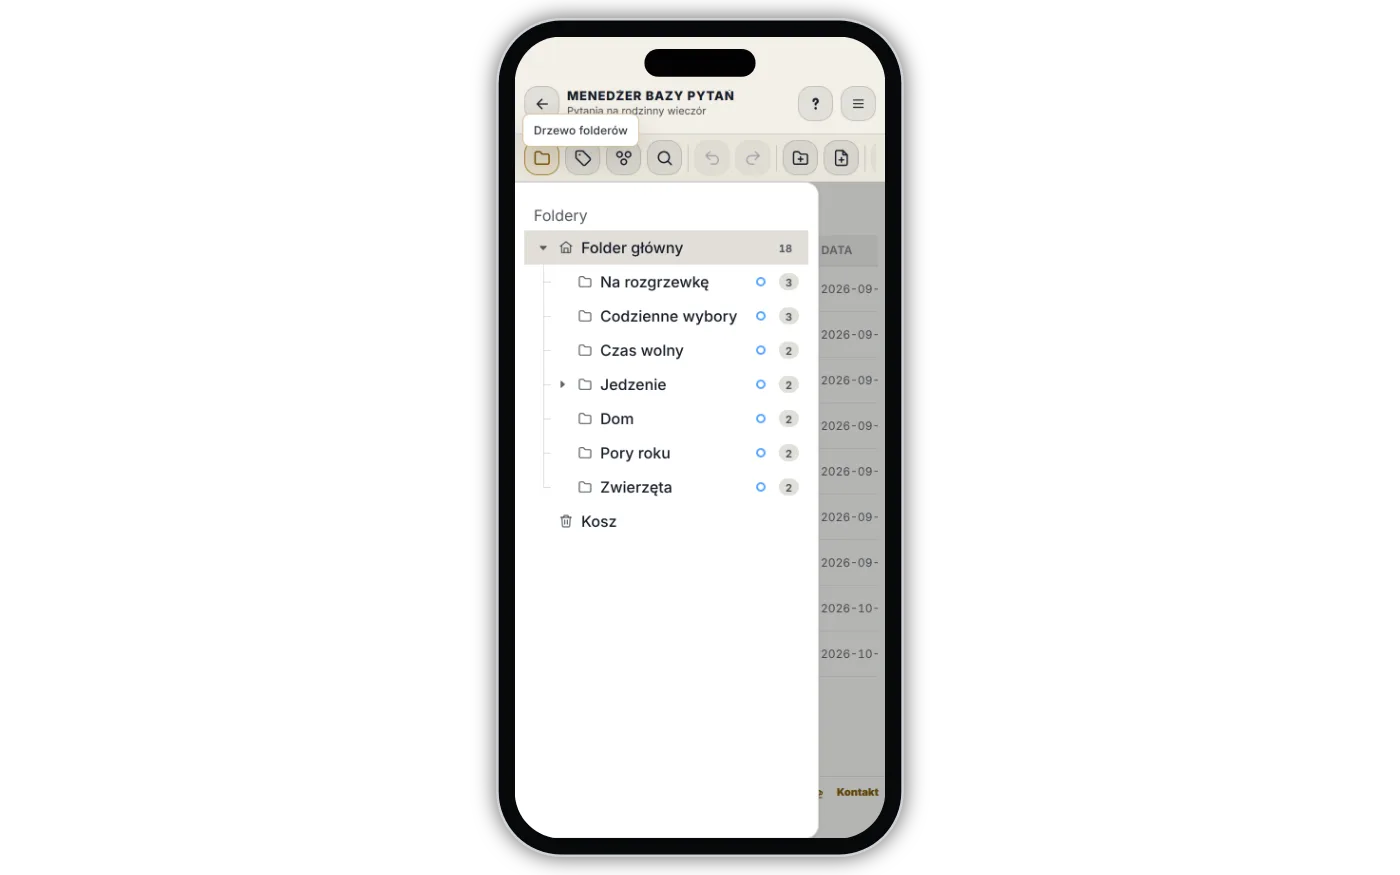 MENEDŻER BAZY PYTAŃ
Pytania na rodzinny wieczór
?
Drzewo folderów
Foldery
Folder główny 18
Na rozgrzewkę 3
Codzienne wybory 3
Czas wolny 2
Jedzenie 2
Dom 2
Pory roku 2
Zwierzęta 2
Kosz
DATA
2026-09-
2026-09-
2026-09-
2026-09-
2026-09-
2026-09-
2026-09-
2026-10-
2026-10-
Kontakt